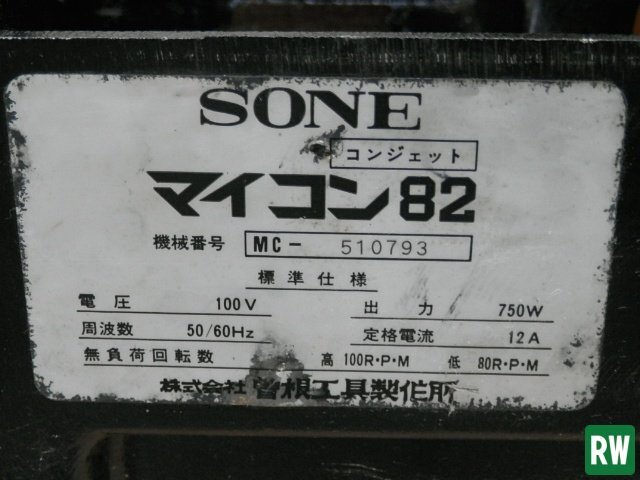 SONE
コンジェット
マイコン82
機械番号 MC- 510793
標準仕様
電圧 100V 出力 750W
周波数 50/60Hz 定格電流 12A
無負荷回転数 高 100R・P・M 低 80R・P・M
株式会社 曽根工具製作所
RW